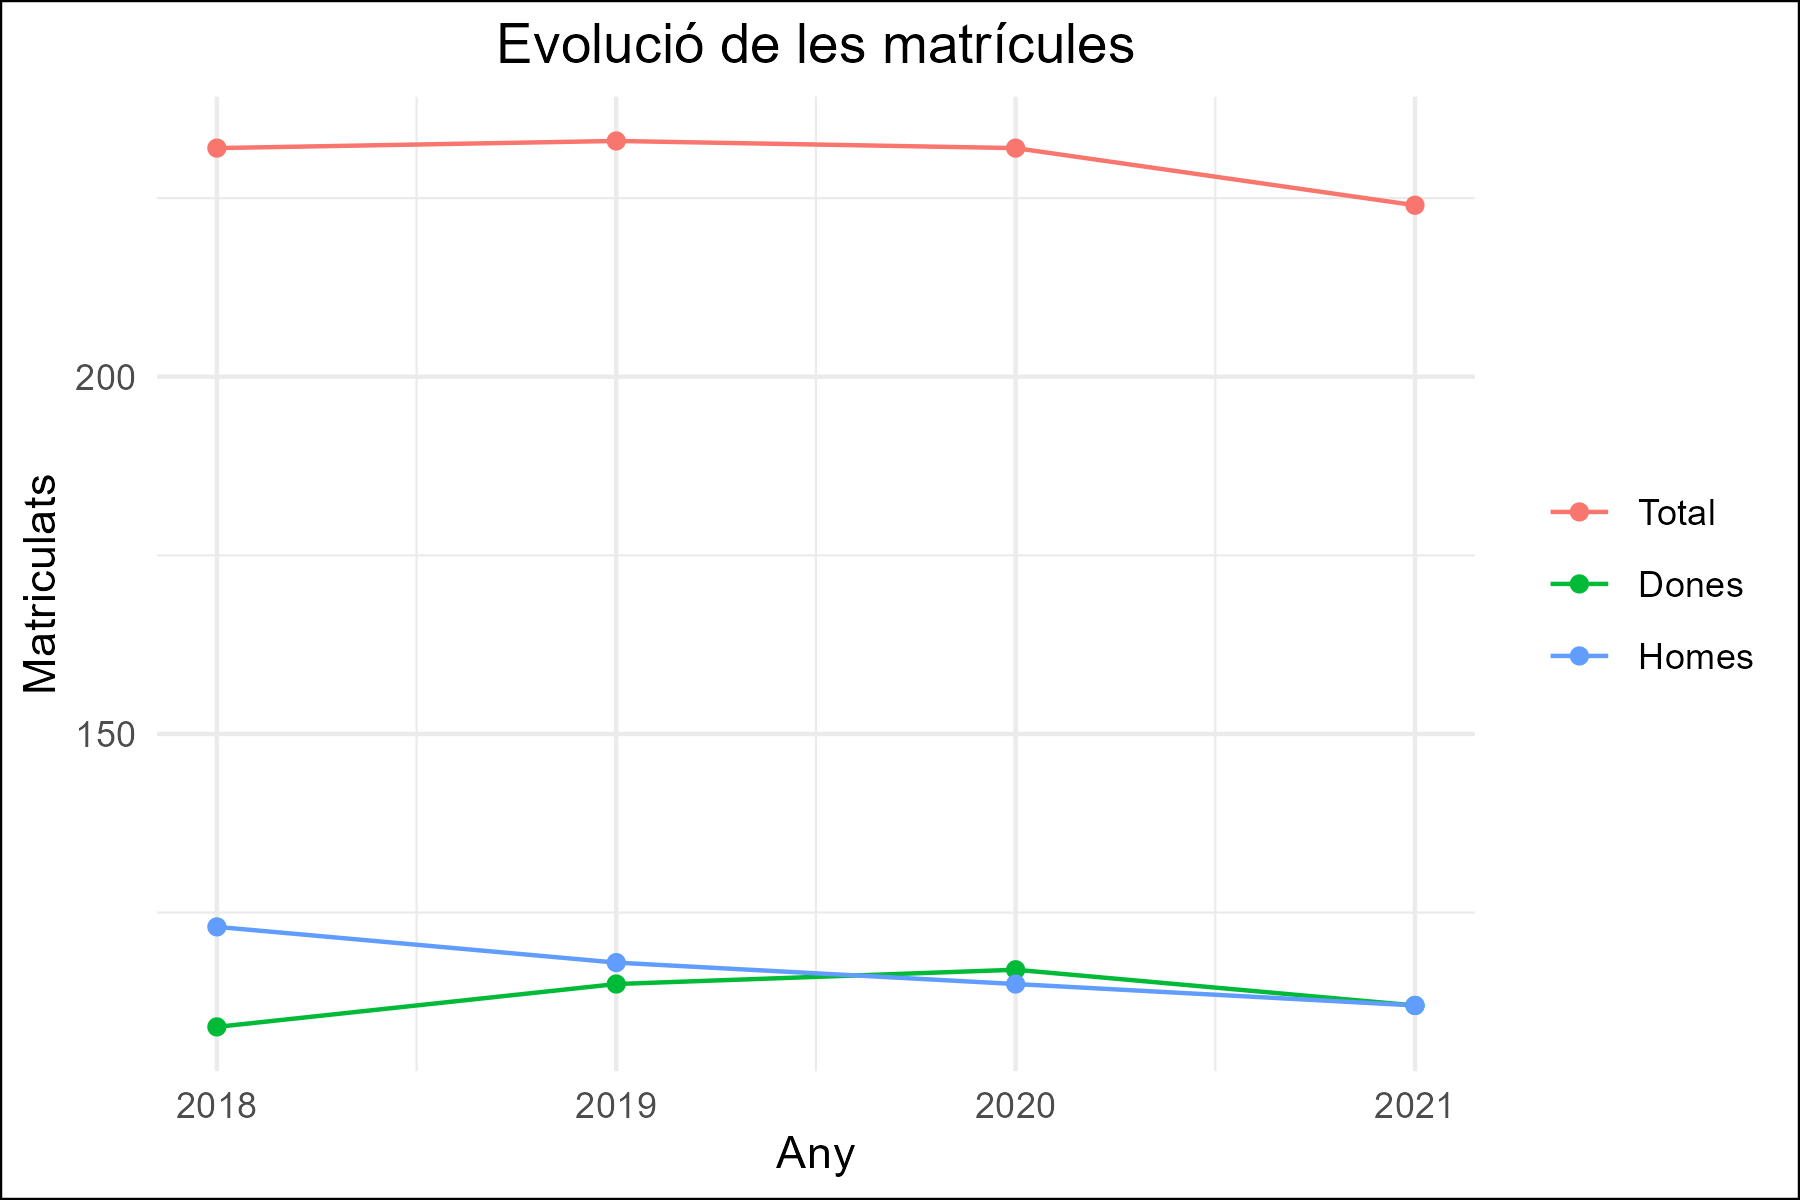 Evolució de les matrícules
200
150
Matriculats
2018 2019 2020 2021
Any
Total
Dones
Homes